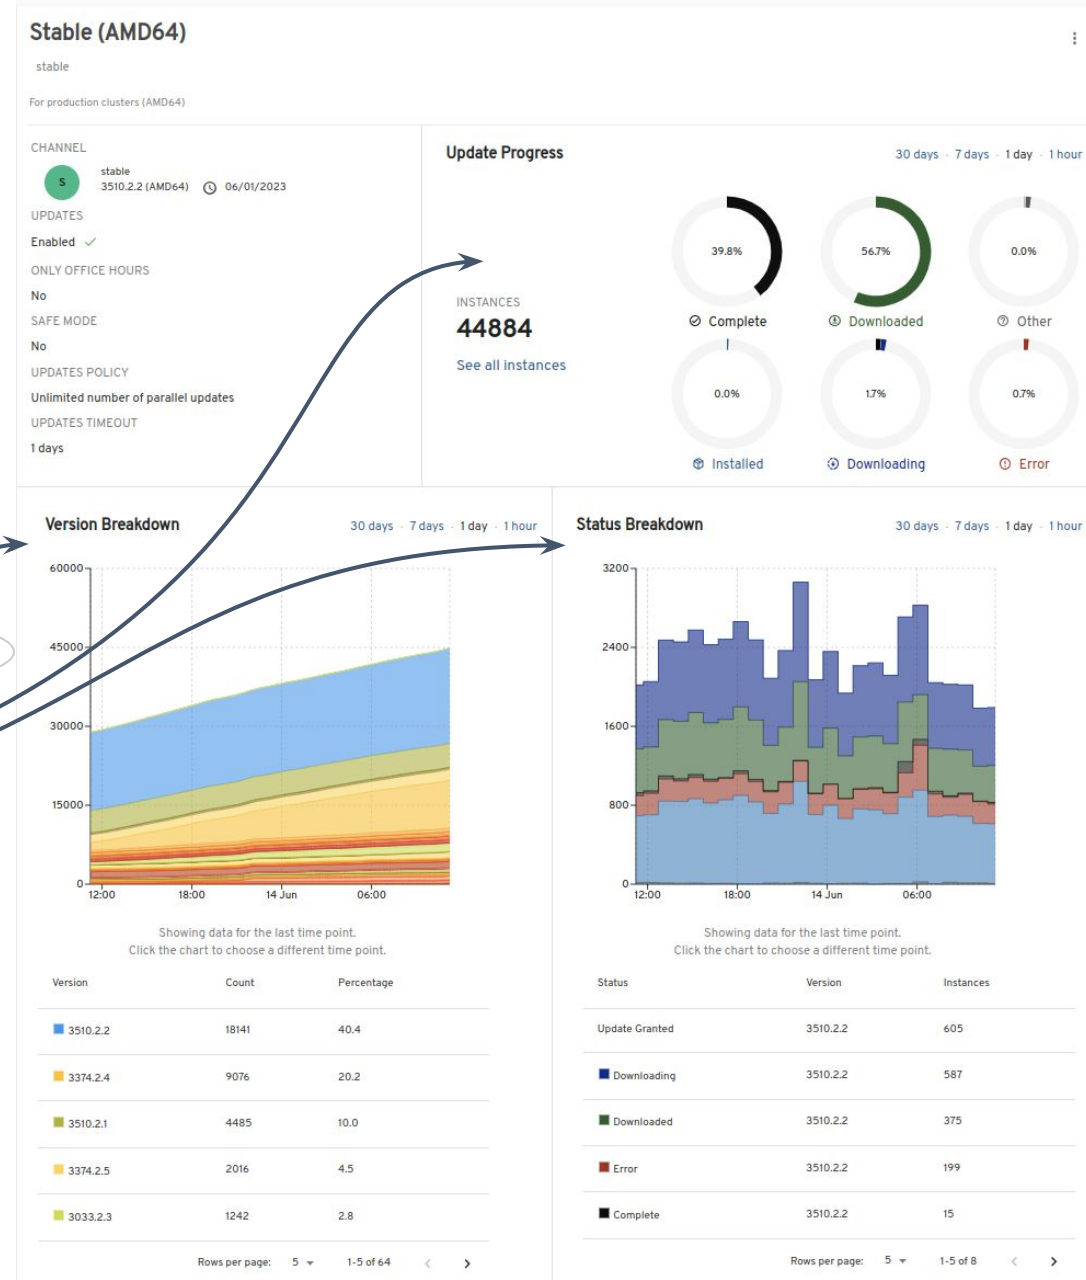 Stable (AMD64)
stable
For production clusters (AMD64)
CHANNEL
S
stable
3510.2.2 (AMD64) 06/01/2023
UPDATES
Enabled
ONLY OFFICE HOURS
No
SAFE MODE
No
UPDATES POLICY
Unlimited number of parallel updates
UPDATES TIMEOUT
1 days
Update Progress 30 days · 7 days · 1 day · 1 hour
INSTANCES
44884
See all instances
39.8% 56.7% 0.0%
Complete Downloaded Other
0.0% 1.7% 0.7%
Installed Downloading Error
Version Breakdown 30 days · 7 days · 1 day · 1 hour
60000
45000
30000
15000
0
12:00 18:00 14 Jun 06:00
Showing data for the last time point.
Click the chart to choose a different time point.
Version Count Percentage
3510.2.2 18141 40.4
3374.2.4 9076 20.2
3510.2.1 4485 10.0
3374.2.5 2016 4.5
3033.2.3 1242 2.8
Rows per page: 5 1-5 of 64
Status Breakdown 30 days · 7 days · 1 day · 1 hour
3200
2400
1600
800
0
12:00 18:00 14 Jun 06:00
Showing data for the last time point.
Click the chart to choose a different time point.
Status Version Instances
Update Granted 3510.2.2 605
Downloading 3510.2.2 587
Downloaded 3510.2.2 375
Error 3510.2.2 199
Complete 3510.2.2 15
Rows per page: 5 1-5 of 8